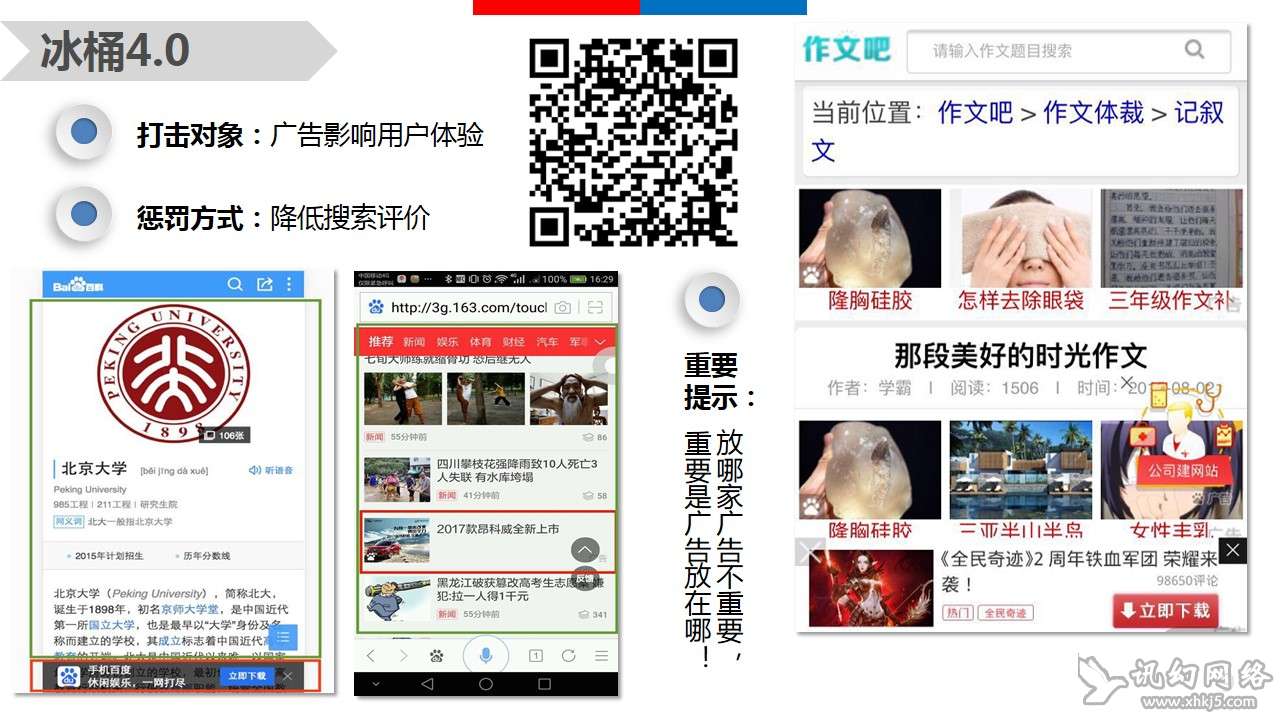 冰桶4.0
打击对象：广告影响用户体验
惩罚方式：降低搜索评价
Bai百科
PEKING UNIVERSITY
1898
106张
北京大学 [běi jīng dà xué] 听语音
Peking University
985工程 | 211工程 | 研究生院
同义词 北大一般指北京大学
2015年计划招生 历年分数线
北京大学（Peking University），简称北大，
诞生于1898年，初名京师大学堂，是中国近代
第一所国立大学，也是最早以“大学”身份及名
称而建立的学校，其成立标志着中国近代高
手机百度
休闲娱乐，一网打尽
立即下载
100% 16:29
http://3g.163.com/toucl
推荐 新闻 娱乐 体育 财经 汽车
七旬大师练就缩骨功 恐后继无人
新闻 55分钟前 86
四川攀枝花强降雨致10人死亡3
人失联 有水库垮塌
新闻 41分钟前 58
2017款昂科威全新上市
反馈
黑龙江破获篡改高考生志愿案 嫌
犯:拉一人得1千元
新闻 55分钟前 341
重要
提示：
放哪家广告不重要，
重要是广告放在哪！
作文吧
请输入作文题目搜索
当前位置：作文吧 > 作文体裁 > 记叙
文
隆胸硅胶 怎样去除眼袋 三年级作文补
那段美好的时光作文
作者：学霸 | 阅读：1506 | 时间：
08-02
公司建网站
广告
隆胸硅胶 三亚半山半岛 女性丰乳
《全民奇迹》2 周年铁血军团 荣耀来
袭！
98650评论
热门 全民奇迹
立即下载
讯幻网络
www.xhkj5.com